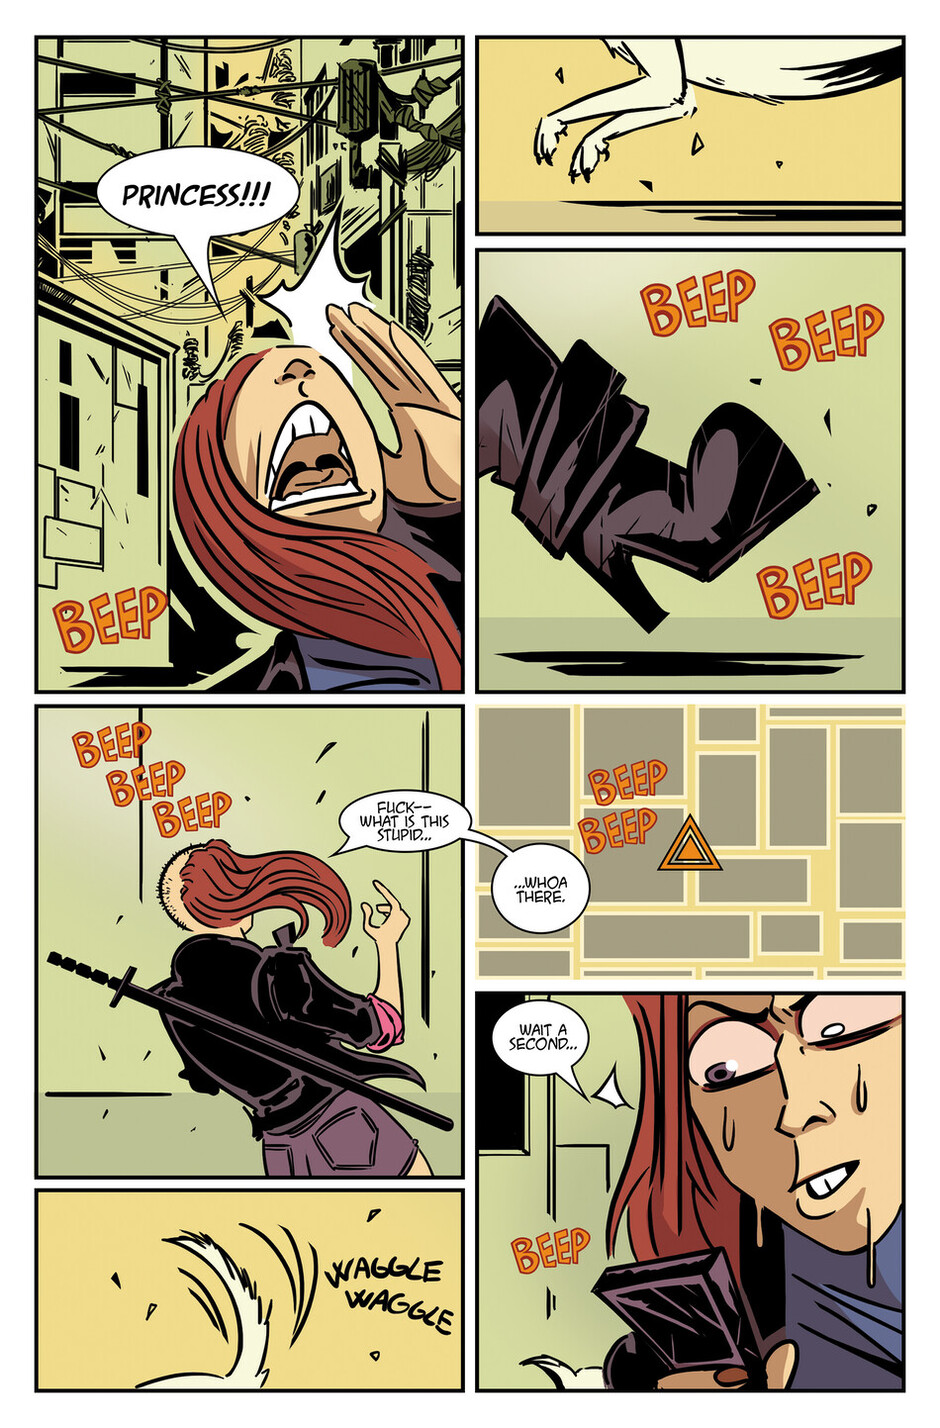 PRINCESS!!!
BEEP
BEEP
BEEP
BEEP
BEEP
BEEP
BEEP
FUCK--
WHAT IS THIS
STUPID...
BEEP
BEEP
...WHOA
THERE.
WAGGLE
WAGGLE
WAIT A
SECOND...
BEEP